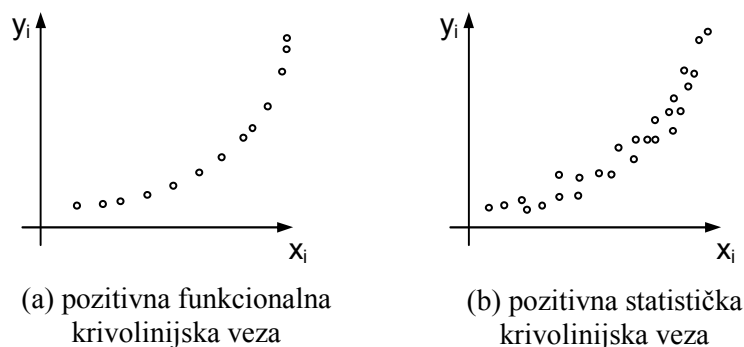 yᵢ
xᵢ
(a) pozitivna funkcionalna
krivolinijska veza
yᵢ
xᵢ
(b) pozitivna statistička
krivolinijska veza